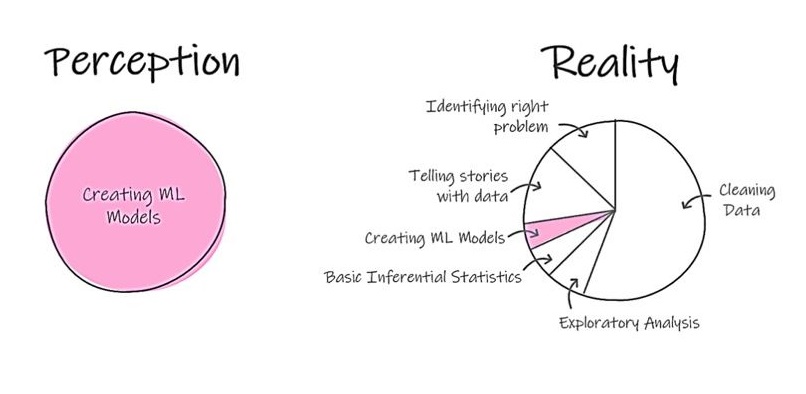 Perception
Reality
Creating ML
Models
Identifying right
problem
Telling stories
with data
Creating ML Models
Basic Inferential Statistics
Exploratory Analysis
Cleaning
Data